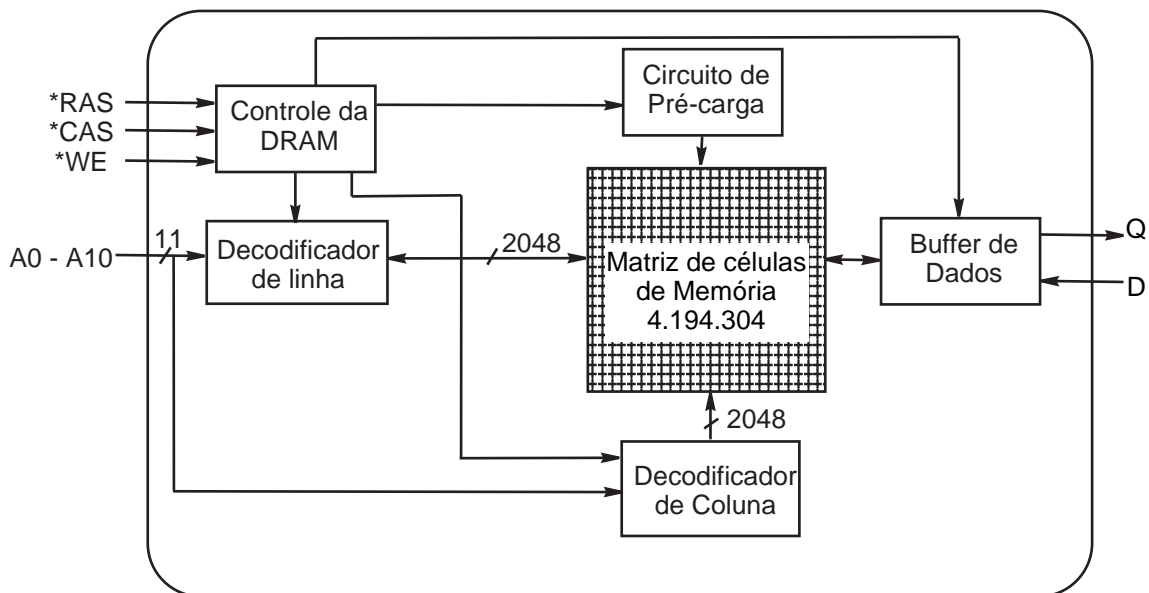 *RAS
*CAS
*WE
Controle da
DRAM
Circuito de
Pré-carga
A0 - A10
11
Decodificador
de linha
2048
Matriz de células
de Memória
4.194.304
Buffer de
Dados
Q
D
2048
Decodificador
de Coluna